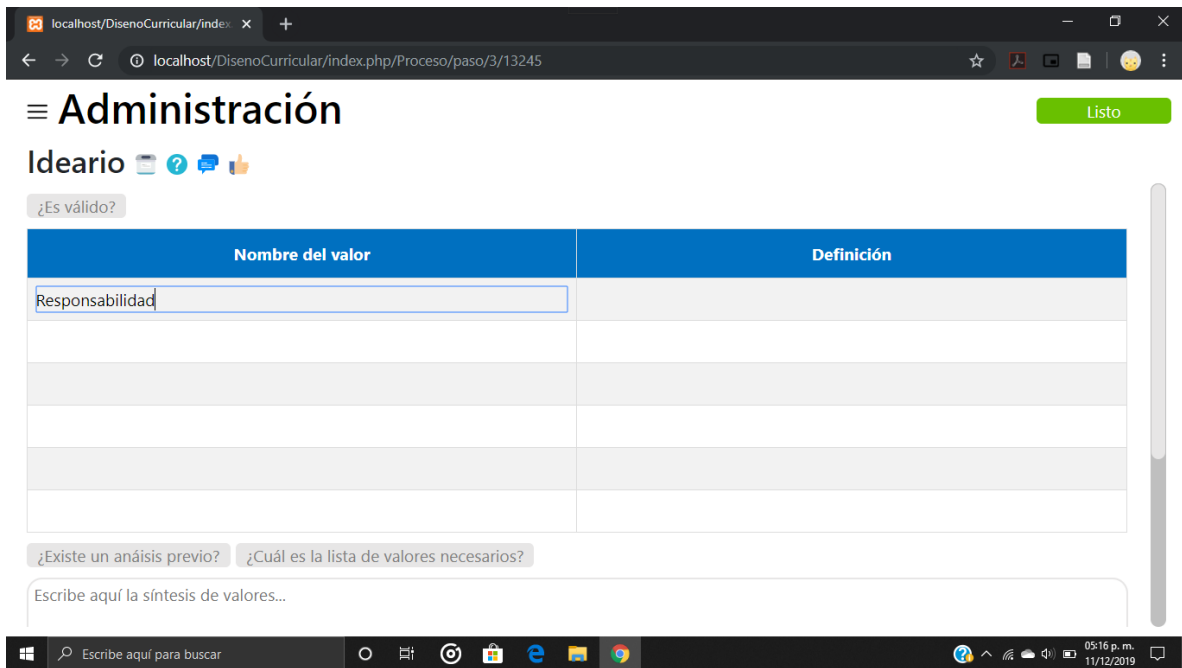 localhost/DisenoCurricular/index
localhost/DisenoCurricular/index.php/Proceso/paso/3/13245
Administración
Listo
Ideario
¿Es válido?
Nombre del valor Definición
Responsabilidad
¿Existe un anáisis previo? ¿Cuál es la lista de valores necesarios?
Escribe aquí la síntesis de valores...
Escribe aquí para buscar
05:16 p. m.
11/12/2019